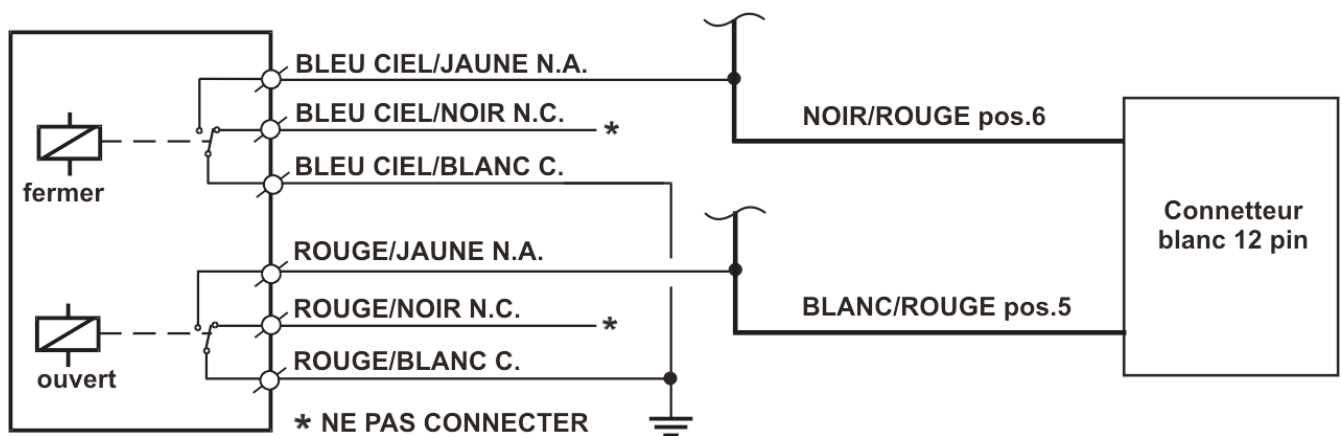 BLEU CIEL/JAUNE N.A.
BLEU CIEL/NOIR N.C. *
BLEU CIEL/BLANC C.
fermer
NOIR/ROUGE pos.6
Connetteur
blanc 12 pin
ROUGE/JAUNE N.A.
ROUGE/NOIR N.C. *
ROUGE/BLANC C.
ouvert
BLANC/ROUGE pos.5
* NE PAS CONNECTER